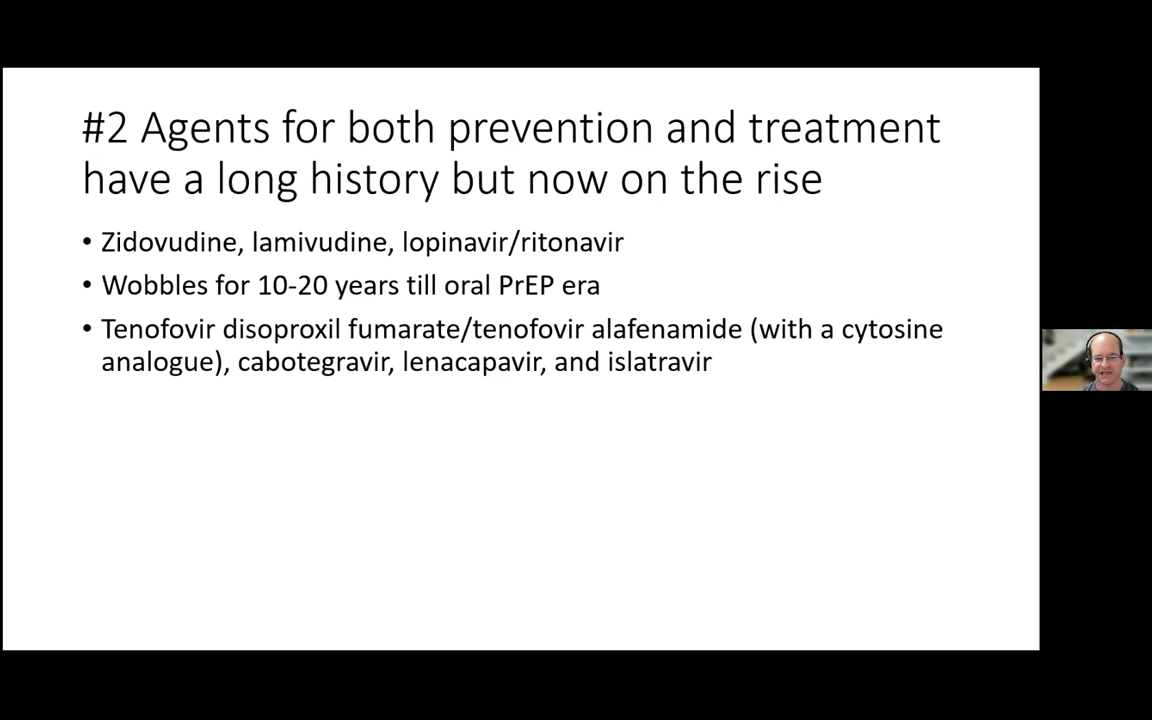 #2 Agents for both prevention and treatment
have a long history but now on the rise
• Zidovudine, lamivudine, lopinavir/ritonavir
• Wobbles for 10-20 years till oral PrEP era
• Tenofovir disoproxil fumarate/tenofovir alafenamide (with a cytosine
analogue), cabotegravir, lenacapavir, and islatravir